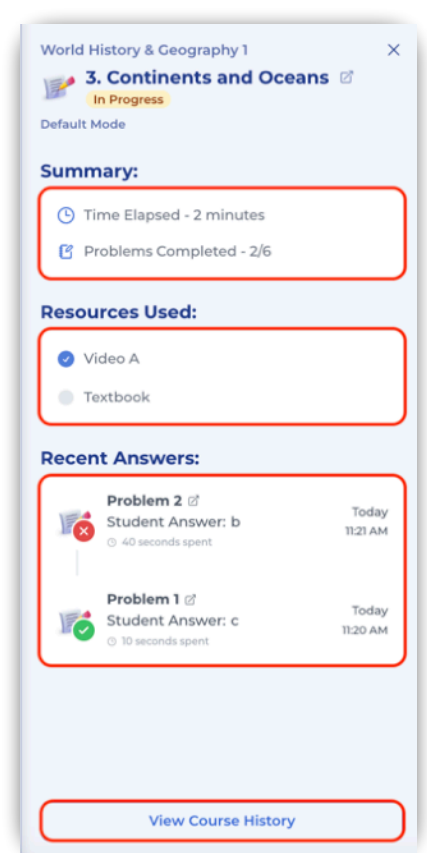 World History & Geography 1
3. Continents and Oceans
In Progress
Default Mode
Summary:
Time Elapsed - 2 minutes
Problems Completed - 2/6
Resources Used:
Video A
Textbook
Recent Answers:
Problem 2
Student Answer: b
40 seconds spent
Today
11:21 AM
Problem 1
Student Answer: c
10 seconds spent
Today
11:20 AM
View Course History